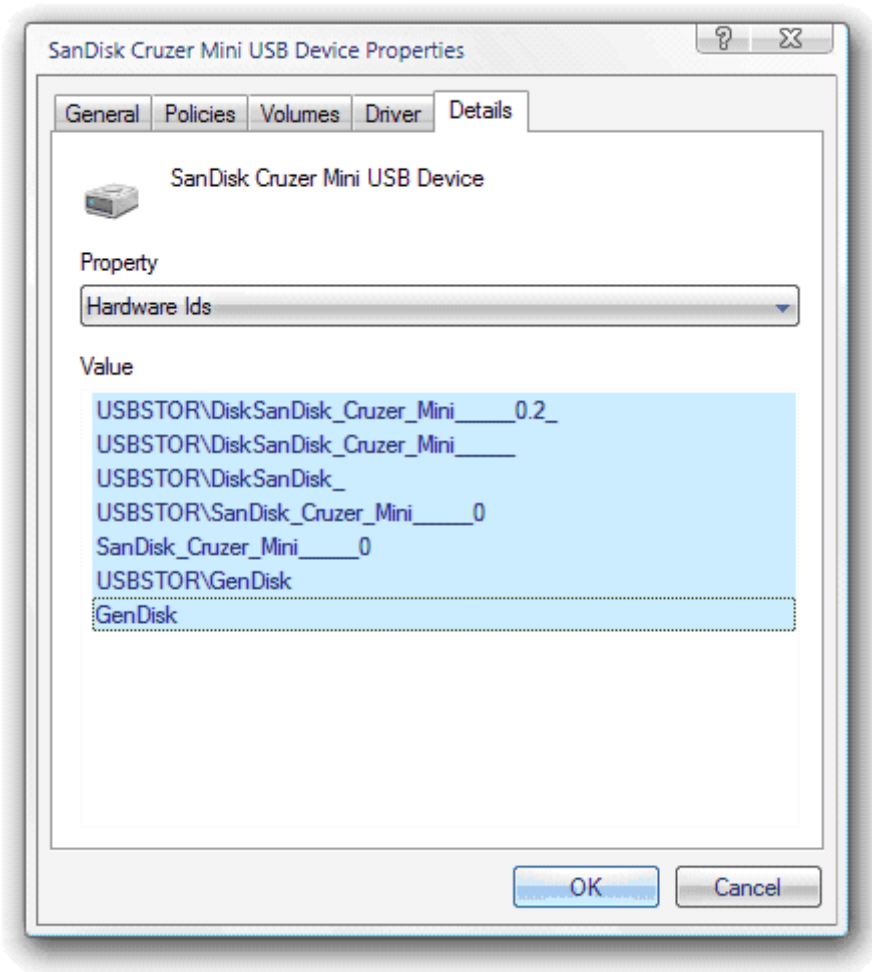 SanDisk Cruzer Mini USB Device Properties
General Policies Volumes Driver Details
SanDisk Cruzer Mini USB Device
Property
Hardware Ids
Value
USBSTOR\DiskSanDisk_Cruzer_Mini_____0.2_
USBSTOR\DiskSanDisk_Cruzer_Mini_____
USBSTOR\DiskSanDisk_
USBSTOR\SanDisk_Cruzer_Mini_____0
SanDisk_Cruzer_Mini_____0
USBSTOR\GenDisk
GenDisk
OK Cancel